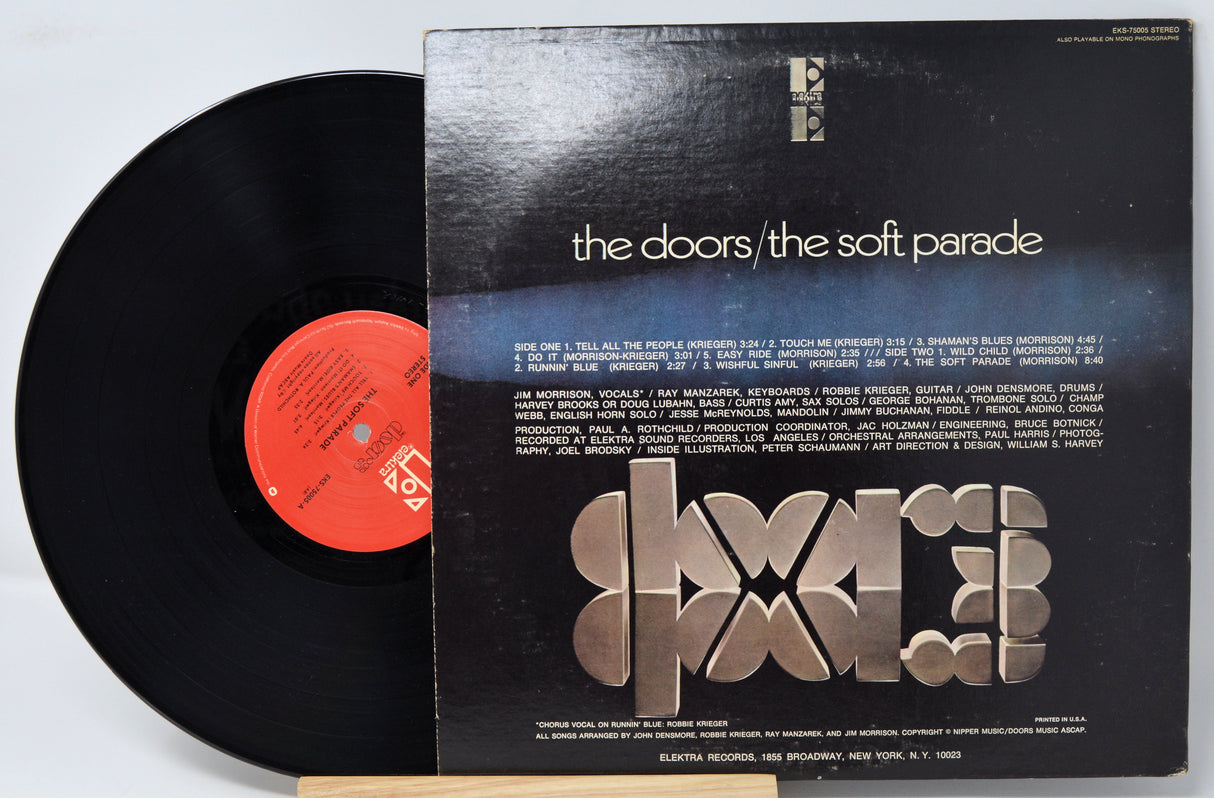 EKS-75005 STEREO
ALSO PLAYABLE ON MONO PHONOGRAPHS
elektra
the doors/the soft parade
SIDE ONE 1. TELL ALL THE PEOPLE (KRIEGER) 3:24 / 2. TOUCH ME (KRIEGER) 3:15 / 3. SHAMAN'S BLUES (MORRISON) 4:45 /
4. DO IT (MORRISON-KRIEGER) 3:01 / 5. EASY RIDE (MORRISON) 2:35 /// SIDE TWO 1. WILD CHILD (MORRISON) 2:36 /
2. RUNNIN' BLUE (KRIEGER) 2:27 / 3. WISHFUL SINFUL (KRIEGER) 2:56 / 4. THE SOFT PARADE (MORRISON) 8:40
JIM MORRISON, VOCALS* / RAY MANZAREK, KEYBOARDS / ROBBIE KRIEGER, GUITAR / JOHN DENSMORE, DRUMS /
HARVEY BROOKS OR DOUG LUBAHN, BASS / CURTIS AMY, SAX SOLOS / GEORGE BOHANAN, TROMBONE SOLO / CHAMP
WEBB, ENGLISH HORN SOLO / JESSE McREYNOLDS, MANDOLIN / JIMMY BUCHANAN, FIDDLE / REINOL ANDINO, CONGA
PRODUCTION, PAUL A. ROTHCHILD / PRODUCTION COORDINATOR, JAC HOLZMAN / ENGINEERING, BRUCE BOTNICK /
RECORDED AT ELEKTRA SOUND RECORDERS, LOS ANGELES / ORCHESTRAL ARRANGEMENTS, PAUL HARRIS / PHOTOG-
RAPHY, JOEL BRODSKY / INSIDE ILLUSTRATION, PETER SCHAUMANN / ART DIRECTION & DESIGN, WILLIAM S. HARVEY
DOORS
*CHORUS VOCAL ON RUNNIN' BLUE: ROBBIE KRIEGER
PRINTED IN U.S.A.
ALL SONGS ARRANGED BY JOHN DENSMORE, ROBBIE KRIEGER, RAY MANZAREK, AND JIM MORRISON. COPYRIGHT © NIPPER MUSIC/DOORS MUSIC ASCAP.
ELEKTRA RECORDS, 1855 BROADWAY, NEW YORK, N.Y. 10023
elektra
DOORS
THE SOFT PARADE
EKS-75005-A
STEREO